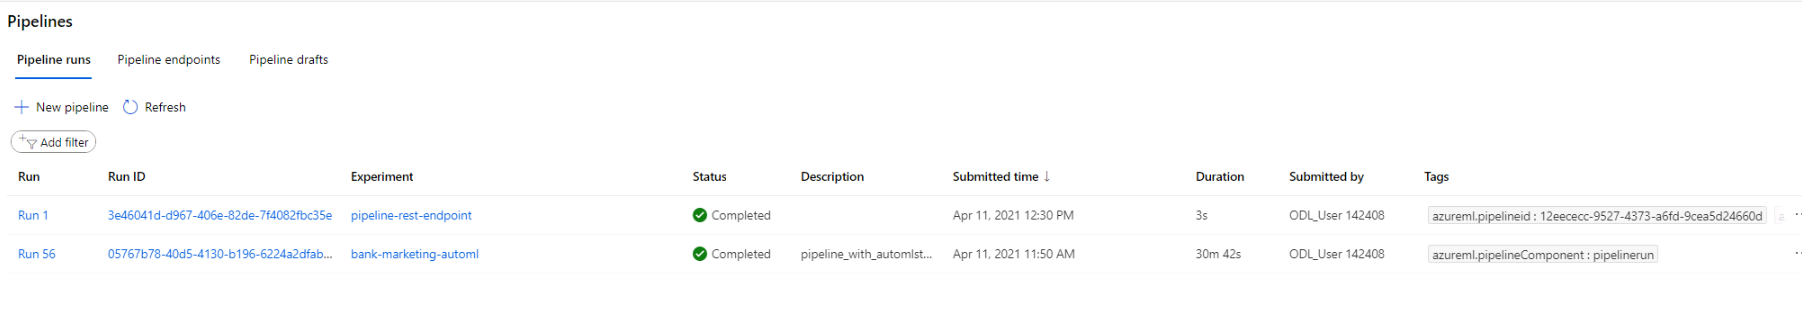 Pipelines
Pipeline runs Pipeline endpoints Pipeline drafts
New pipeline Refresh
Add filter
Run Run ID Experiment Status Description Submitted time ↓ Duration Submitted by Tags
Run 1 3e46041d-d967-406e-82de-7f4082fbc35e pipeline-rest-endpoint Completed Apr 11, 2021 12:30 PM 3s ODL_User 142408 azureml.pipelineid : 12eececc-9527-4373-a6fd-9cea5d24660d a ...
Run 56 05767b78-40d5-4130-b196-6224a2dfab... bank-marketing-automl Completed pipeline_with_automlst... Apr 11, 2021 11:50 AM 30m 42s ODL_User 142408 azureml.pipelineComponent : pipelinerun ...